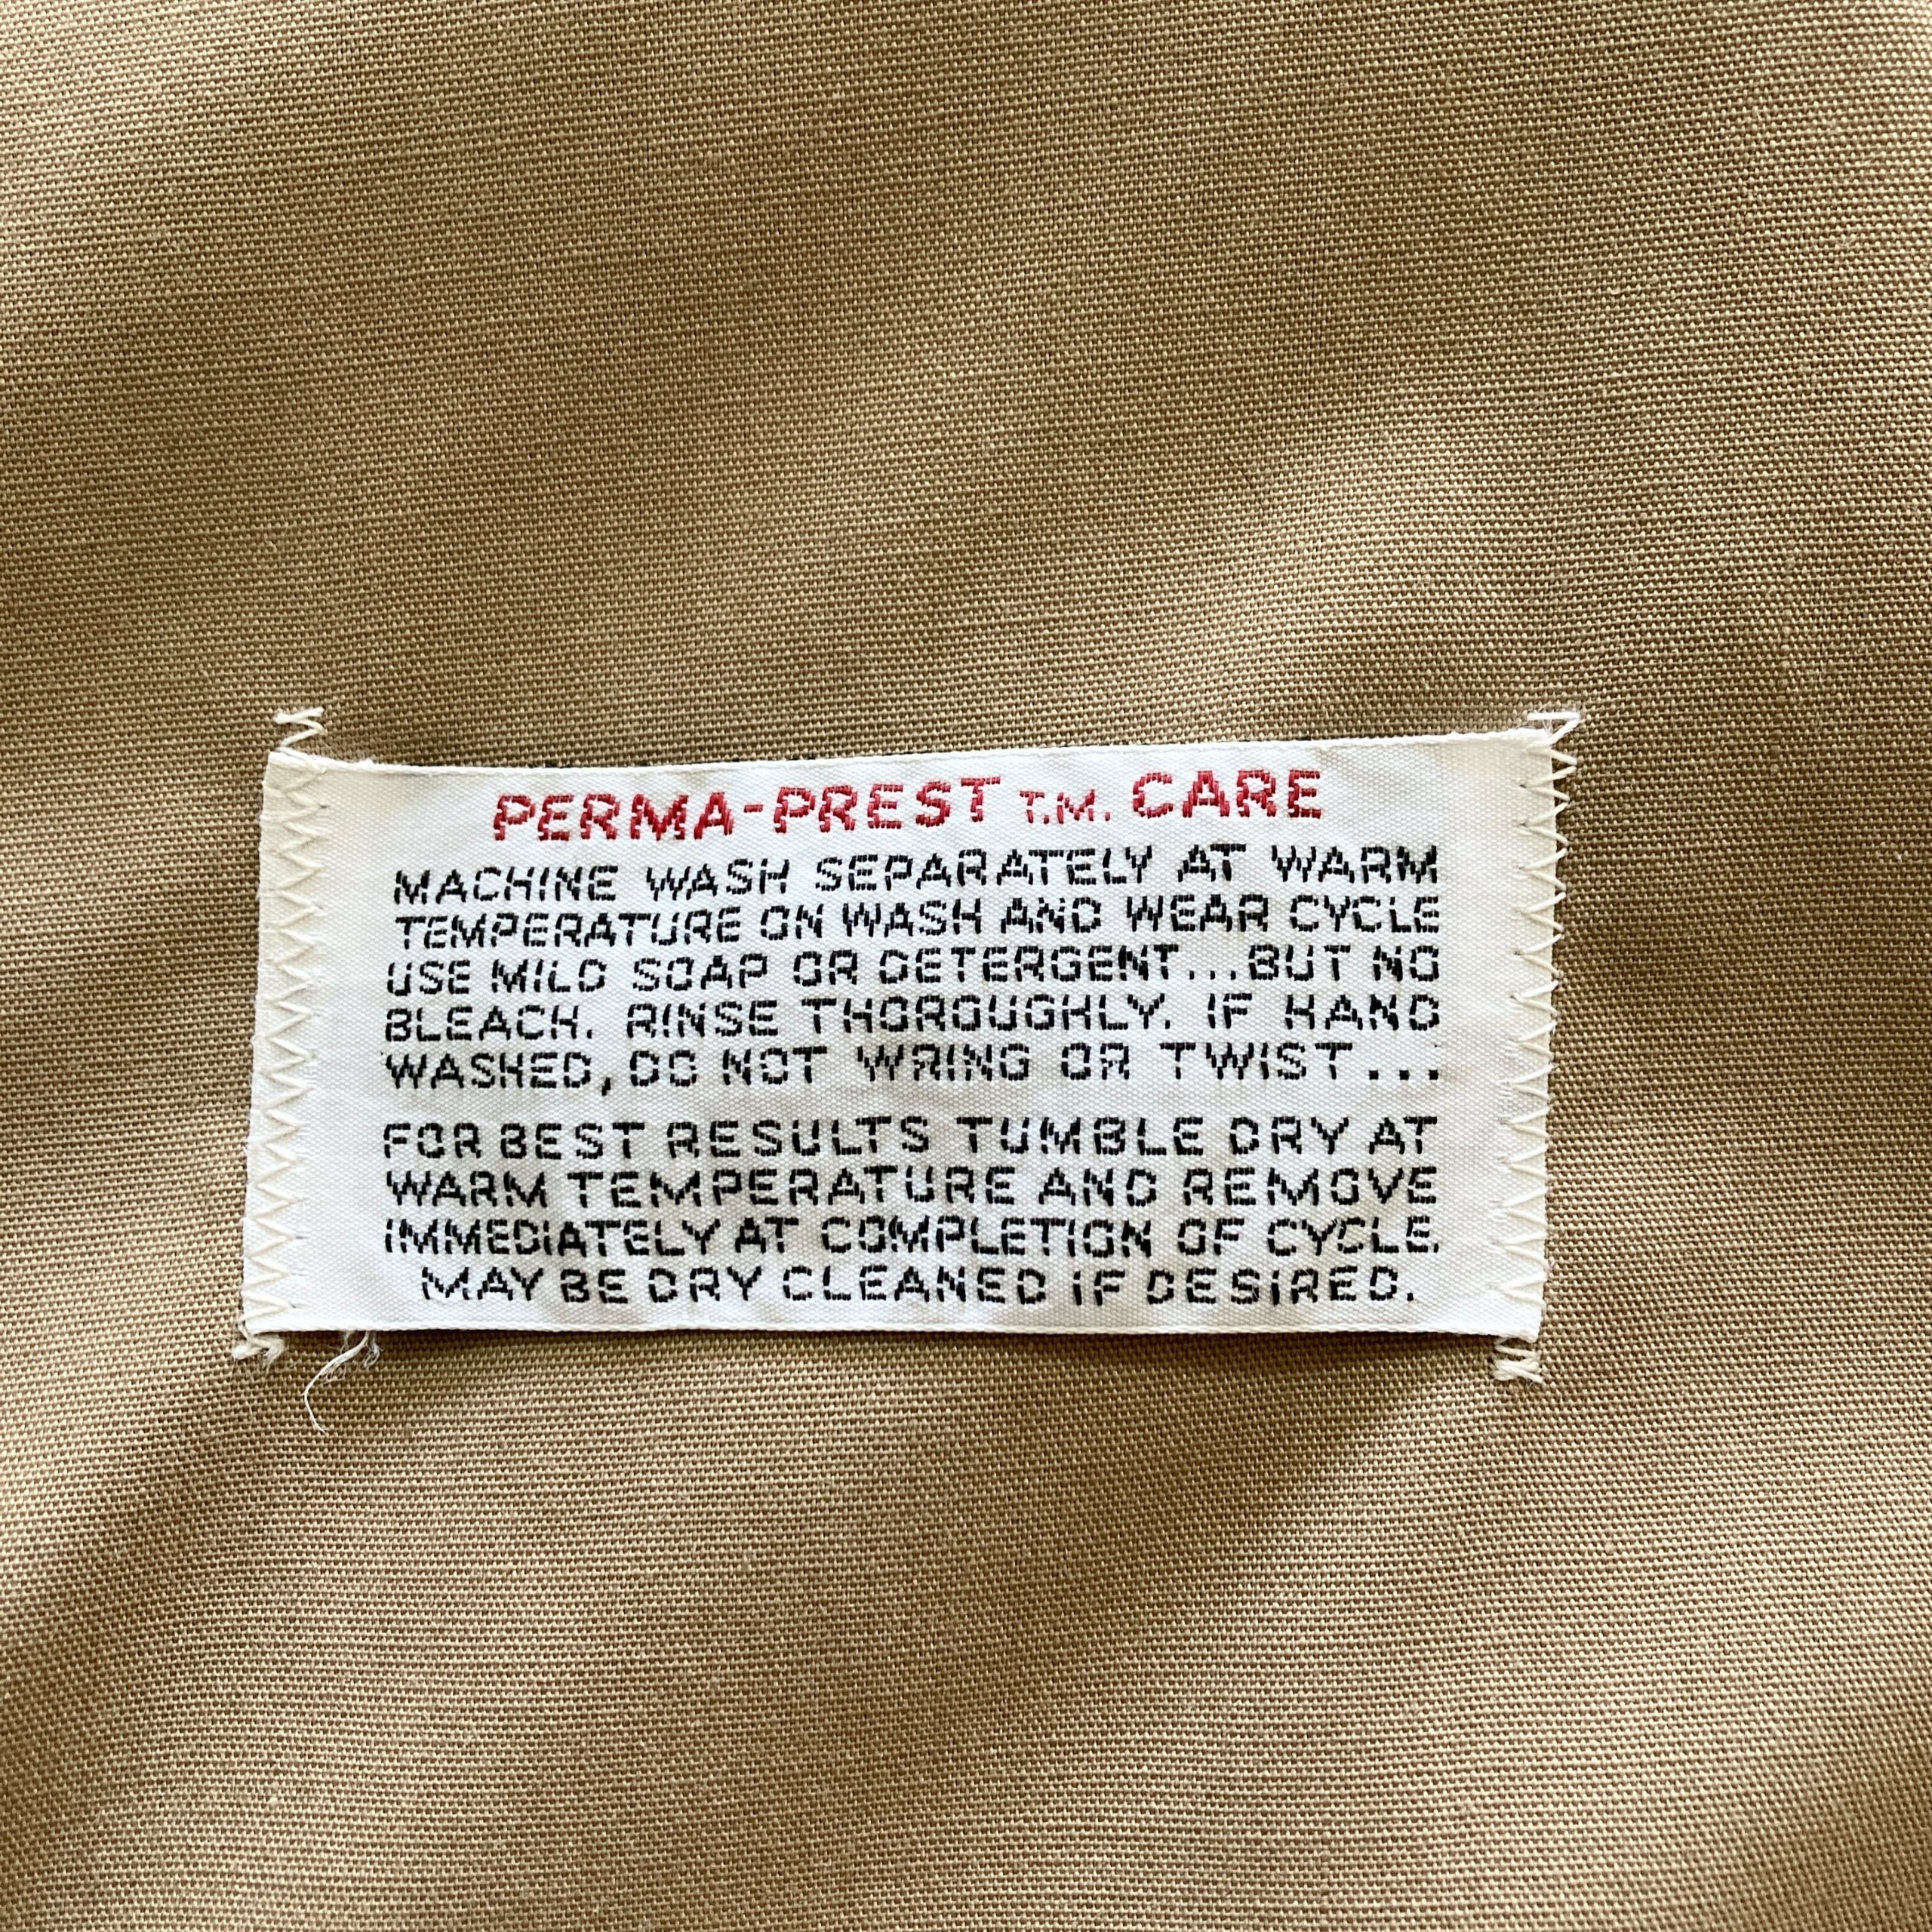 PERMA-PREST T.M. CARE
MACHINE WASH SEPARATELY AT WARM
TEMPERATURE ON WASH AND WEAR CYCLE
USE MILD SOAP OR DETERGENT...BUT NO
BLEACH. RINSE THOROUGHLY. IF HAND
WASHED, DO NOT WRING OR TWIST...
FOR BEST RESULTS TUMBLE DRY AT
WARM TEMPERATURE AND REMOVE
IMMEDIATELY AT COMPLETION OF CYCLE.
MAY BE DRY CLEANED IF DESIRED.